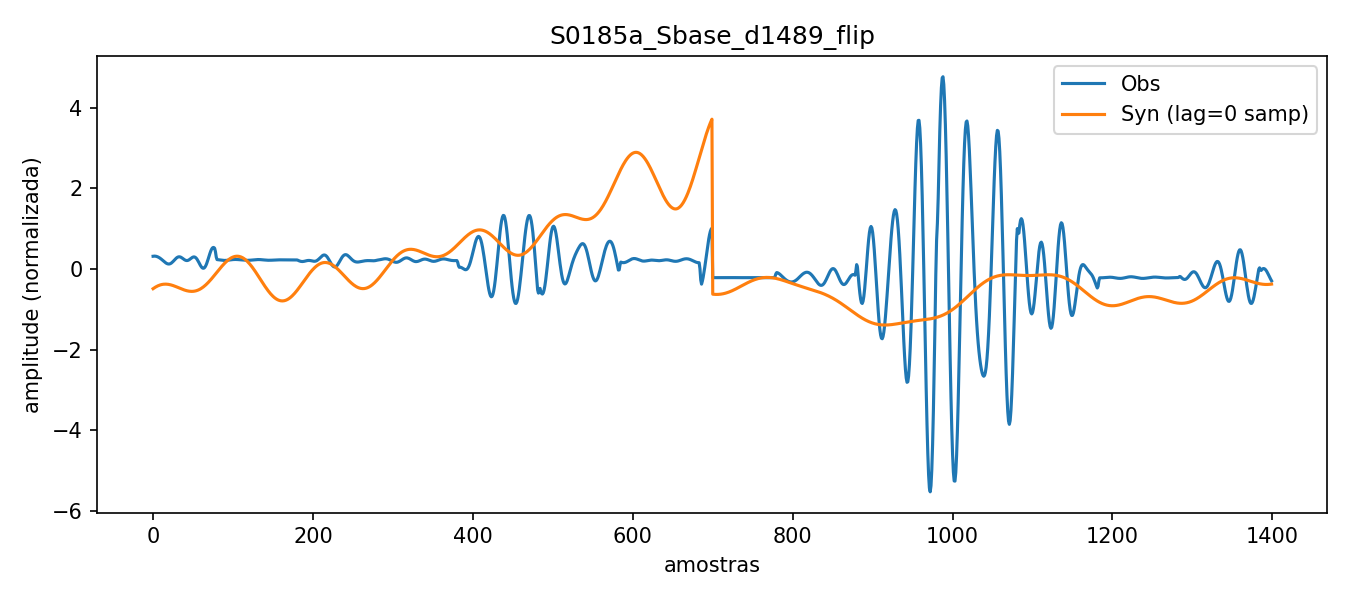 S0185a_Sbase_d1489_flip
Obs
Syn (lag=0 samp)
amplitude (normalizada)
4
2
0
−2
−4
−6
0 200 400 600 800 1000 1200 1400
amostras